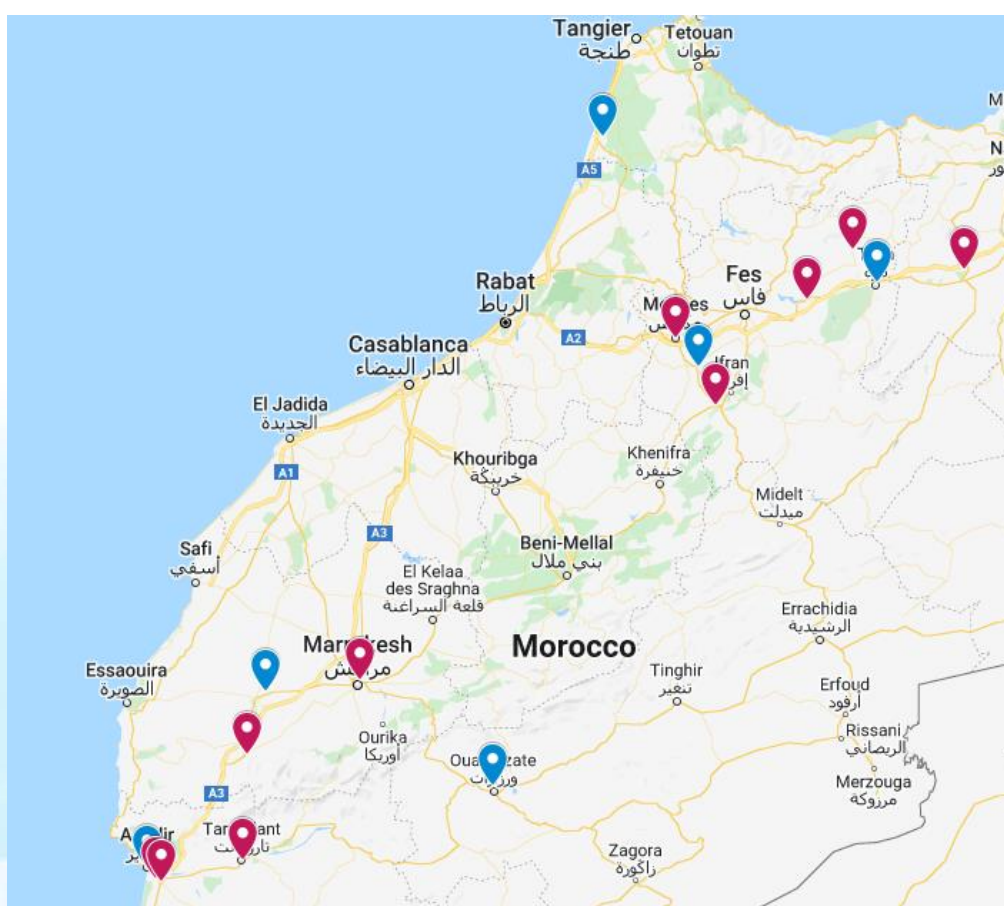 Tangier
طنجة
Tetouan
تطوان
A5
Rabat
الرباط
Fes
فاس
A2
Casablanca
الدار البيضاء
El Jadida
الجديدة
Khouribga
خريبكة
Khenifra
خنيفرة
A1
Midelt
ميدلت
A3
Safi
أسفي
Beni-Mellal
بني ملال
El Kelaa
des Sraghna
قلعة السراغنة
Errachidia
الرشيدية
Morocco
Essaouira
الصويرة
Tinghir
تنغير
Erfoud
أرفود
Ourika
أوريكا
Rissani
الريصاني
Merzouga
مرزوكة
A3
Zagora
زاكورة